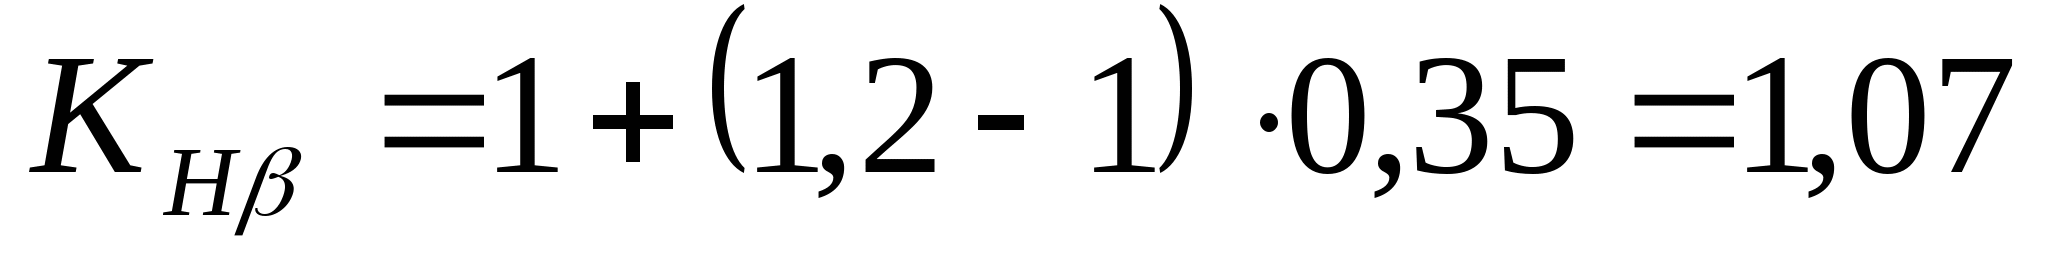 K_{Hβ} = 1 + (1,2 - 1) · 0,35 = 1,07